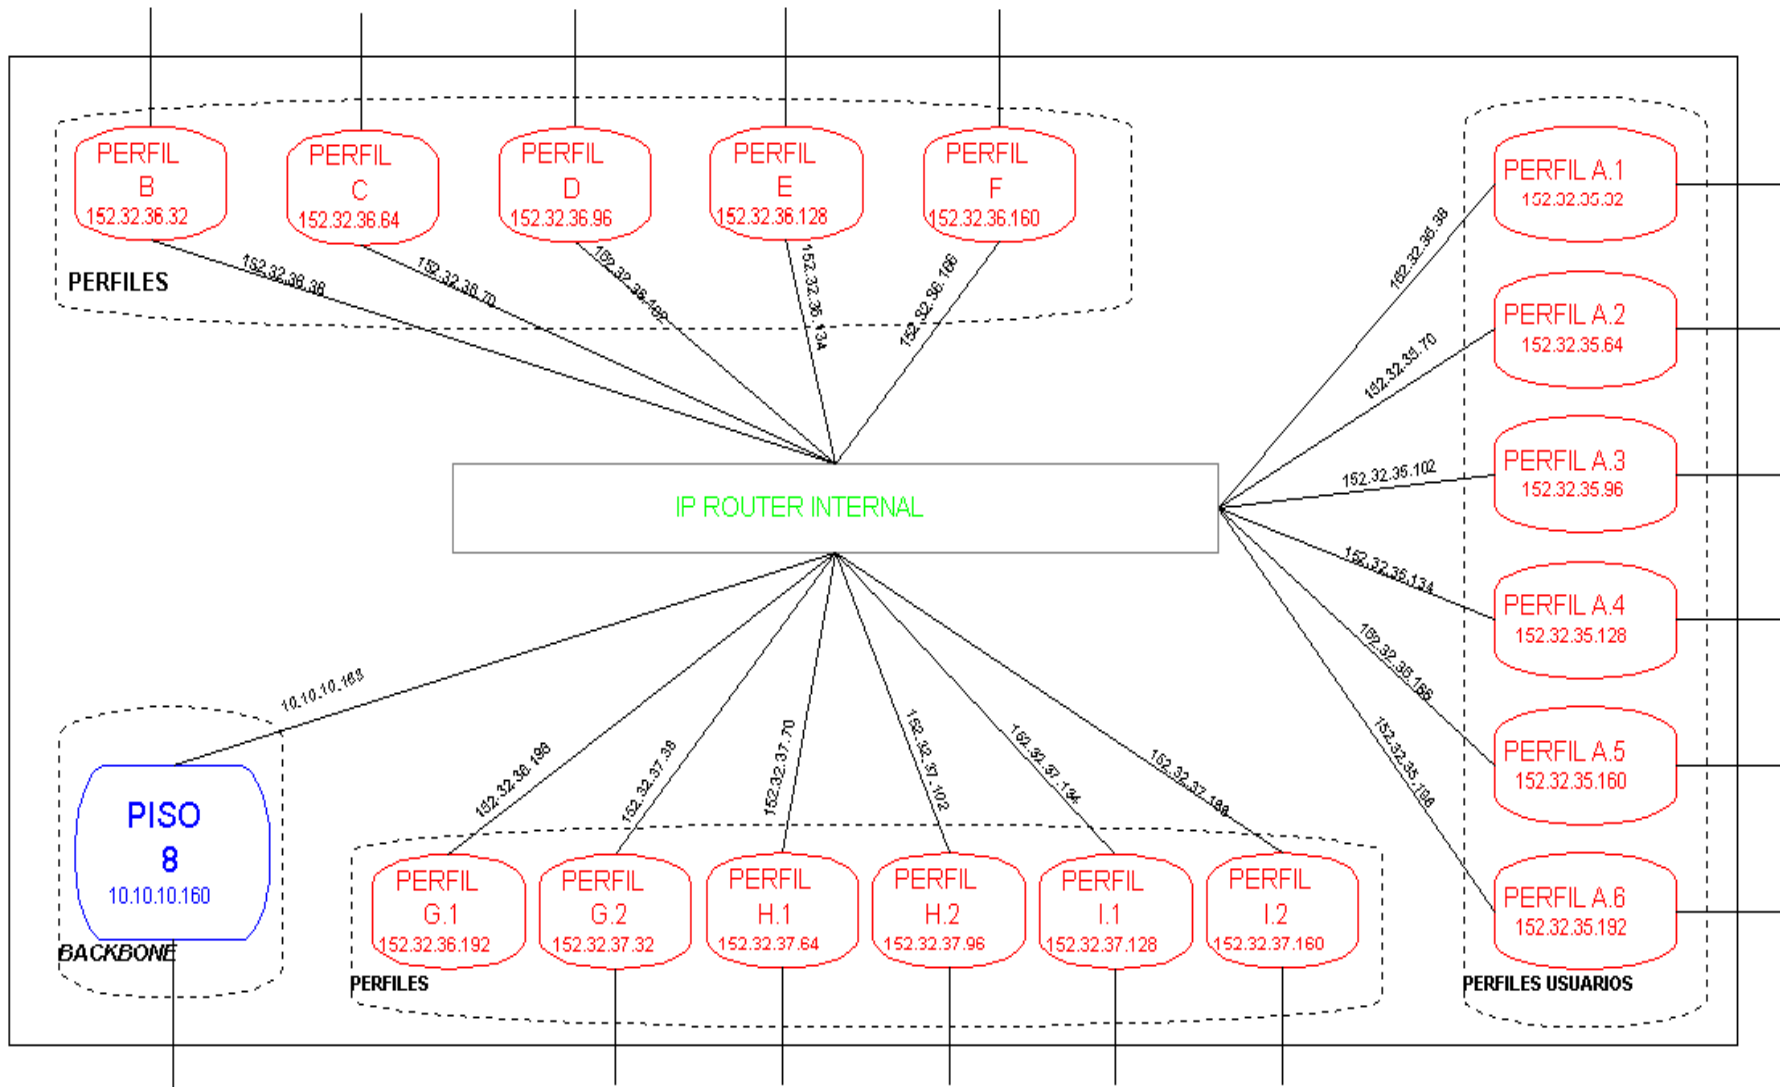 PERFIL
B
152.32.36.32
PERFIL
C
152.32.36.64
PERFIL
D
152.32.36.96
PERFIL
E
152.32.36.128
PERFIL
F
152.32.36.160
PERFILES
152.32.36.38
152.32.36.70
152.32.36.134
152.32.36.166
PERFIL A.1
152.32.35.32
PERFIL A.2
152.32.35.64
PERFIL A.3
152.32.35.96
PERFIL A.4
152.32.35.128
PERFIL A.5
152.32.35.160
PERFIL A.6
152.32.35.192
PERFILES USUARIOS
152.32.35.38
152.32.35.70
152.32.35.102
152.32.35.134
152.32.35.166
152.32.35.198
IP ROUTER INTERNAL
10.10.10.163
152.32.36.198
152.32.37.38
152.32.37.70
152.32.37.102
152.32.37.134
PISO
8
10.10.10.160
BACKBONE
PERFIL
G.1
152.32.36.192
PERFIL
G.2
152.32.37.32
PERFIL
H.1
152.32.37.64
PERFIL
H.2
152.32.37.96
PERFIL
I.1
152.32.37.128
PERFIL
I.2
152.32.37.160
PERFILES